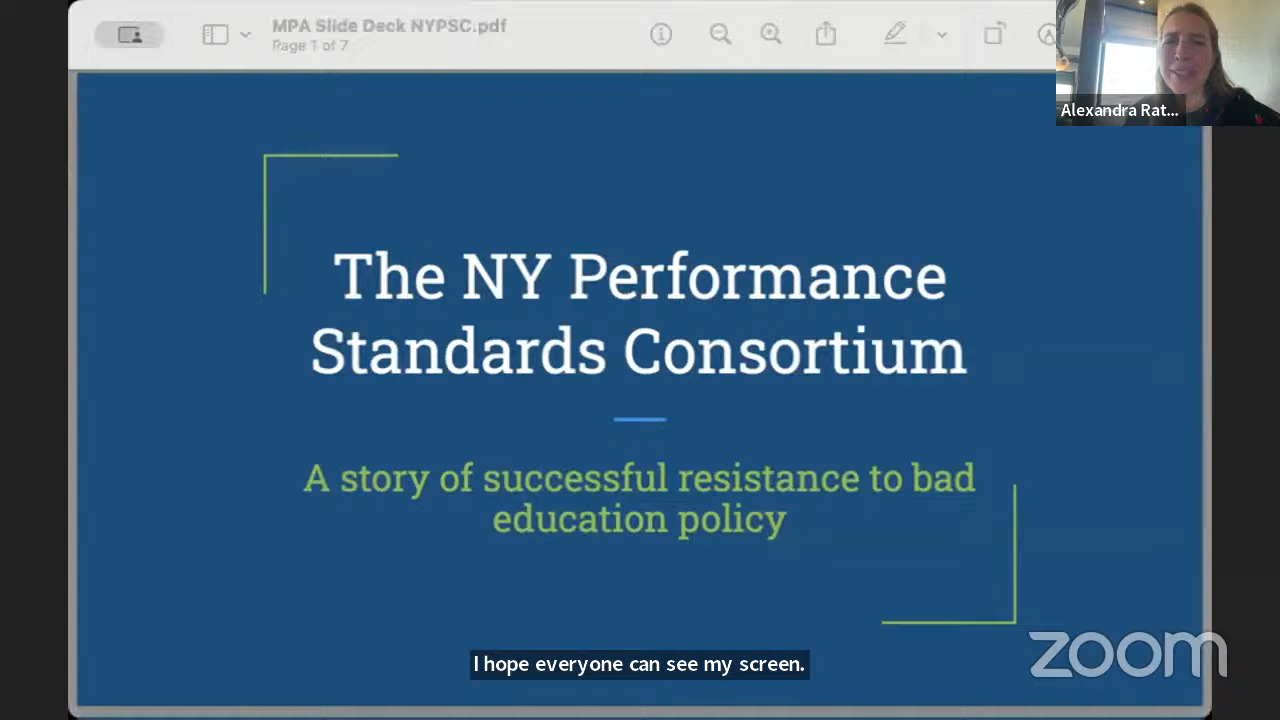 MPA Slide Deck NYPSC.pdf
Page 1 of 7
Alexandra Rat...
The NY Performance
Standards Consortium
A story of successful resistance to bad
education policy
I hope everyone can see my screen.
zoom